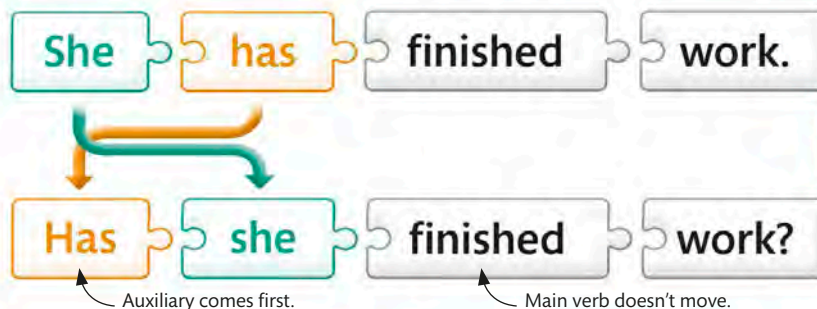 She has finished work.
Has she finished work?
Auxiliary comes first. Main verb doesn't move.